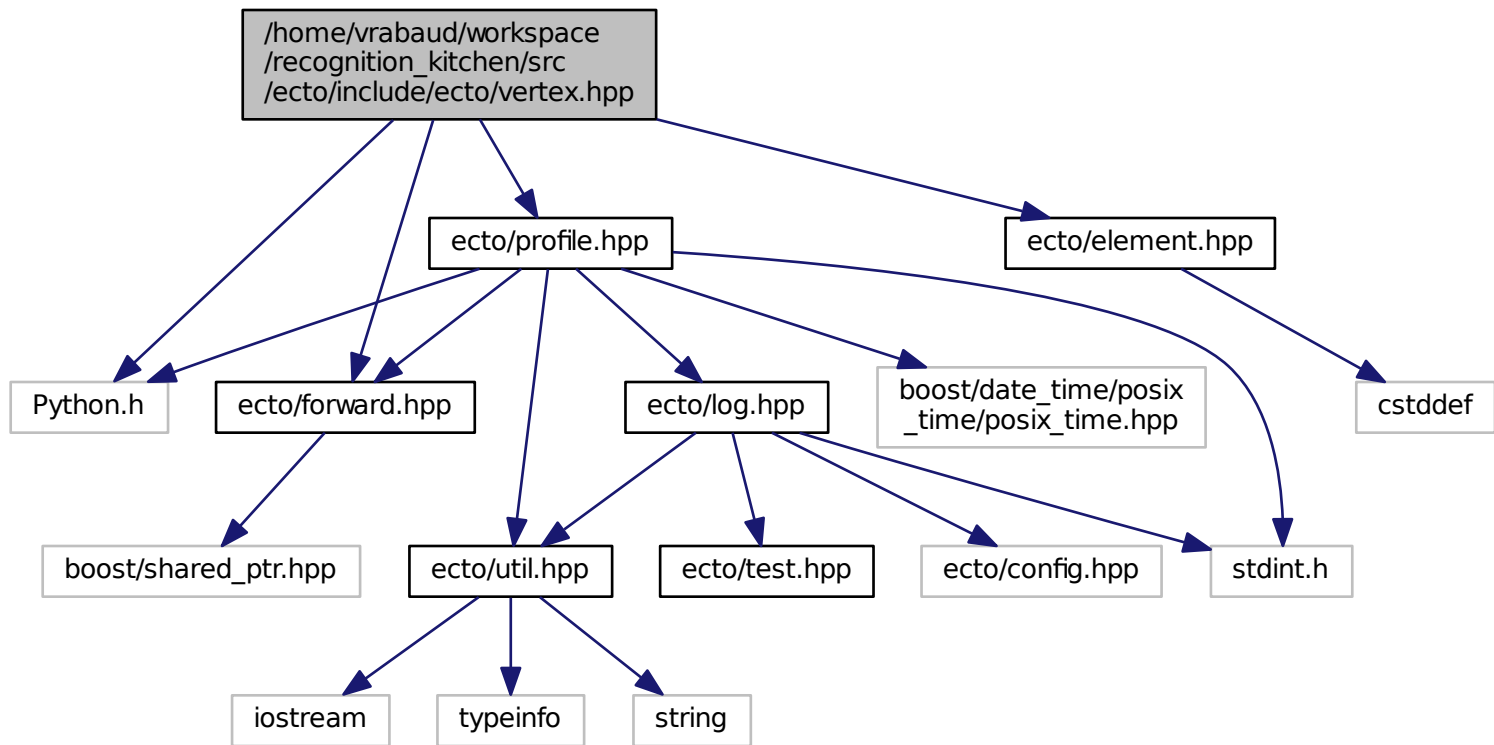 /home/vrabaud/workspace
/recognition_kitchen/src
/ecto/include/ecto/vertex.hpp
ecto/profile.hpp
ecto/element.hpp
Python.h
ecto/forward.hpp
ecto/log.hpp
boost/date_time/posix
_time/posix_time.hpp
cstddef
boost/shared_ptr.hpp
ecto/util.hpp
ecto/test.hpp
ecto/config.hpp
stdint.h
iostream
typeinfo
string